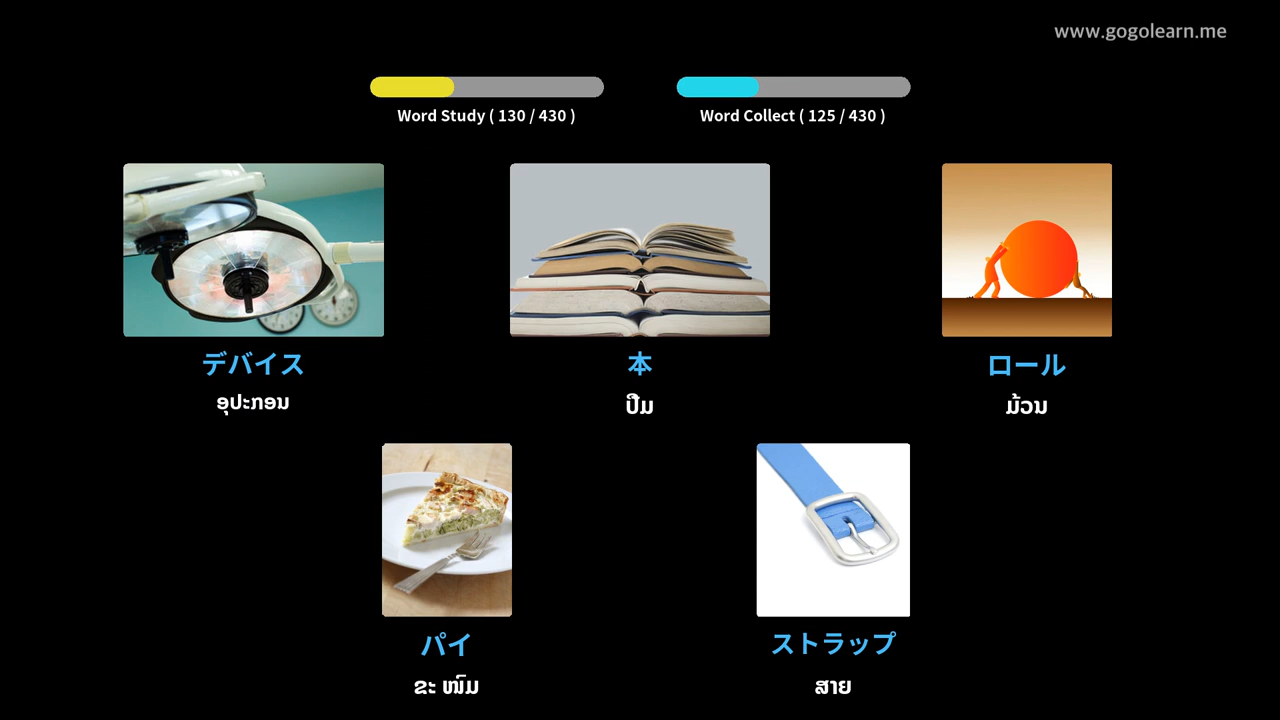 www.gogolearn.me
Word Study ( 130 / 430 )
Word Collect ( 125 / 430 )
デバイス
本
ロール
ອຸປະກອນ
ປຶມ
ມ້ວນ
パイ
ストラップ
ຂະ ໜົມ
ສາຍ